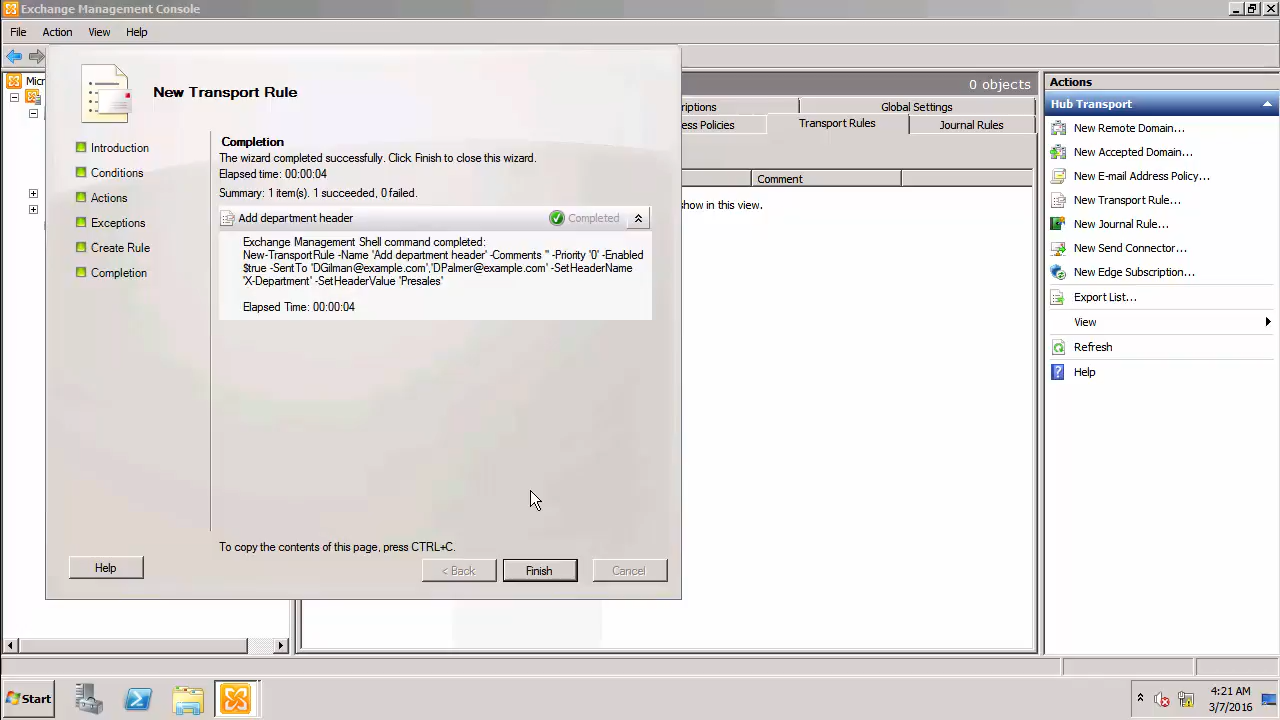 Exchange Management Console
File Action View Help
Micr
New Transport Rule
Introduction
Conditions
Actions
Exceptions
Create Rule
Completion
Completion
The wizard completed successfully. Click Finish to close this wizard.
Elapsed time: 00:00:04
Summary: 1 item(s). 1 succeeded, 0 failed.
Add department header
Completed
Exchange Management Shell command completed:
New-TransportRule -Name 'Add department header' -Comments '' -Priority '0' -Enabled
$true -SentTo 'DGilman@example.com','DPalmer@example.com' -SetHeaderName
'X-Department' -SetHeaderValue 'Presales'
Elapsed Time: 00:00:04
To copy the contents of this page, press CTRL+C.
Help
< Back
Finish
Cancel
0 objects
riptions
Global Settings
ess Policies
Transport Rules
Journal Rules
Comment
show in this view.
Actions
Hub Transport
New Remote Domain...
New Accepted Domain...
New E-mail Address Policy...
New Transport Rule...
New Journal Rule...
New Send Connector...
New Edge Subscription...
Export List...
View
Refresh
Help
Start
4:21 AM
3/7/2016